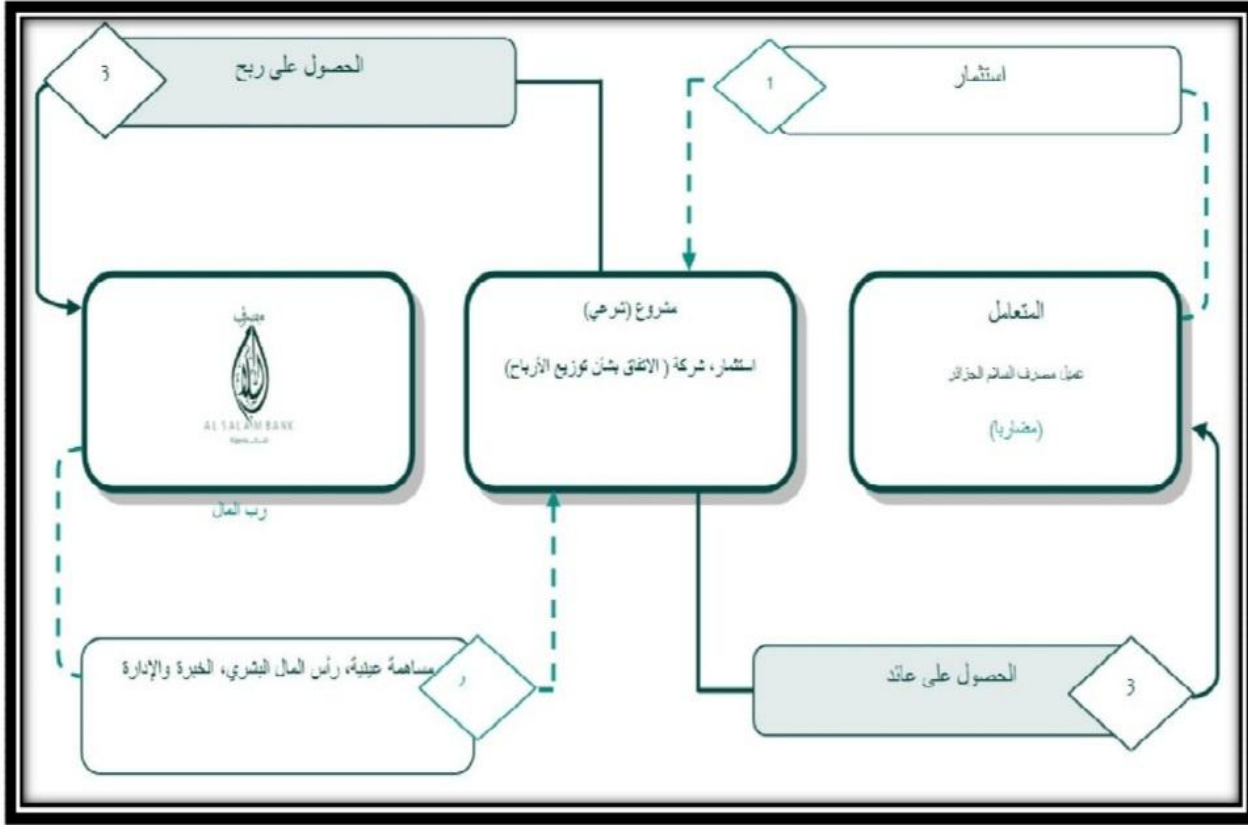 استثمار
1
الحصول على ربح
3
المتعامل
عميل مصرف السلام الجزائر
(مضاربا)
مشروع (شرعي)
استثمار، شركة ( الاتفاق بشأن توزيع الأرباح)
مصرف
AL SALAM BANK
رب المال
مساهمة عينية، رأس المال البشري، الخبرة والإدارة
الحصول على عائد
3